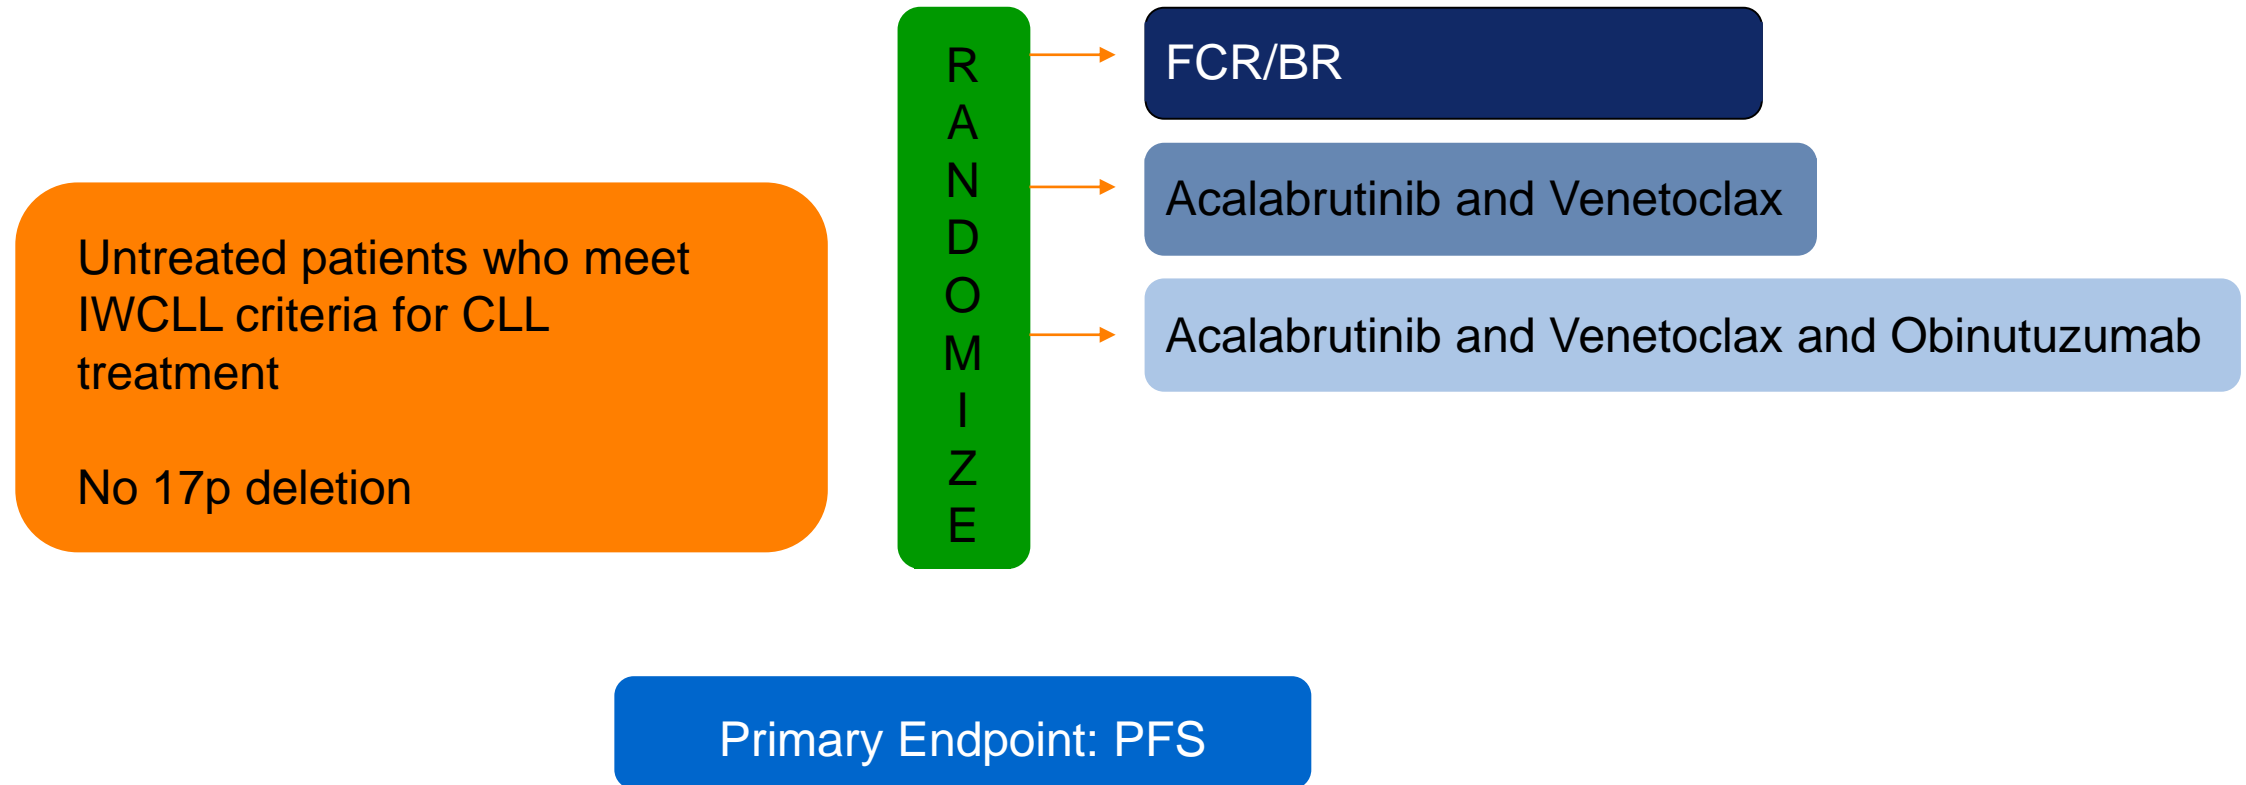 Untreated patients who meet
IWCLL criteria for CLL
treatment
No 17p deletion
R
A
N
D
O
M
I
Z
E
FCR/BR
Acalabrutinib and Venetoclax
Acalabrutinib and Venetoclax and Obinutuzumab
Primary Endpoint: PFS